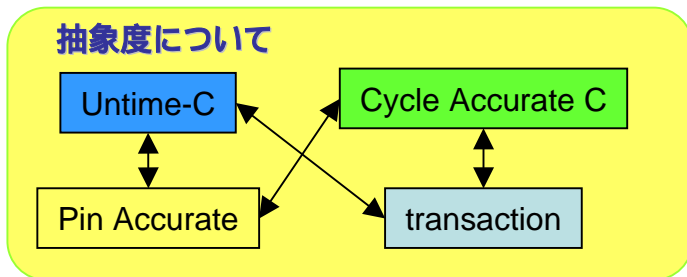 抽象度について
Untime-C
Cycle Accurate C
Pin Accurate
transaction